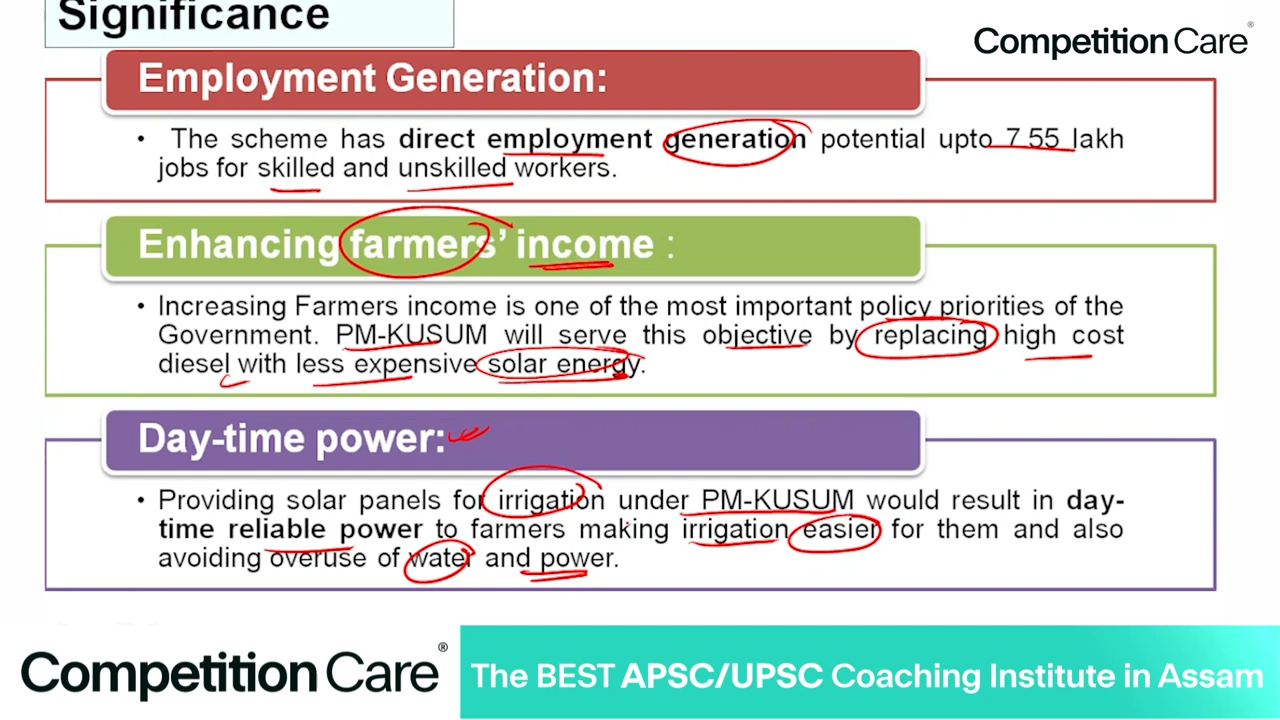 Significance
Competition Care®
Employment Generation:
• The scheme has direct employment generation potential upto 7.55 lakh
jobs for skilled and unskilled workers.
Enhancing farmers' income :
• Increasing Farmers income is one of the most important policy priorities of the
Government. PM-KUSUM will serve this objective by replacing high cost
diesel with less expensive solar energy.
Day-time power:
• Providing solar panels for irrigation under PM-KUSUM would result in day-
time reliable power to farmers making irrigation easier for them and also
avoiding overuse of water and power.
Competition Care®
The BEST APSC/UPSC Coaching Institute in Assam